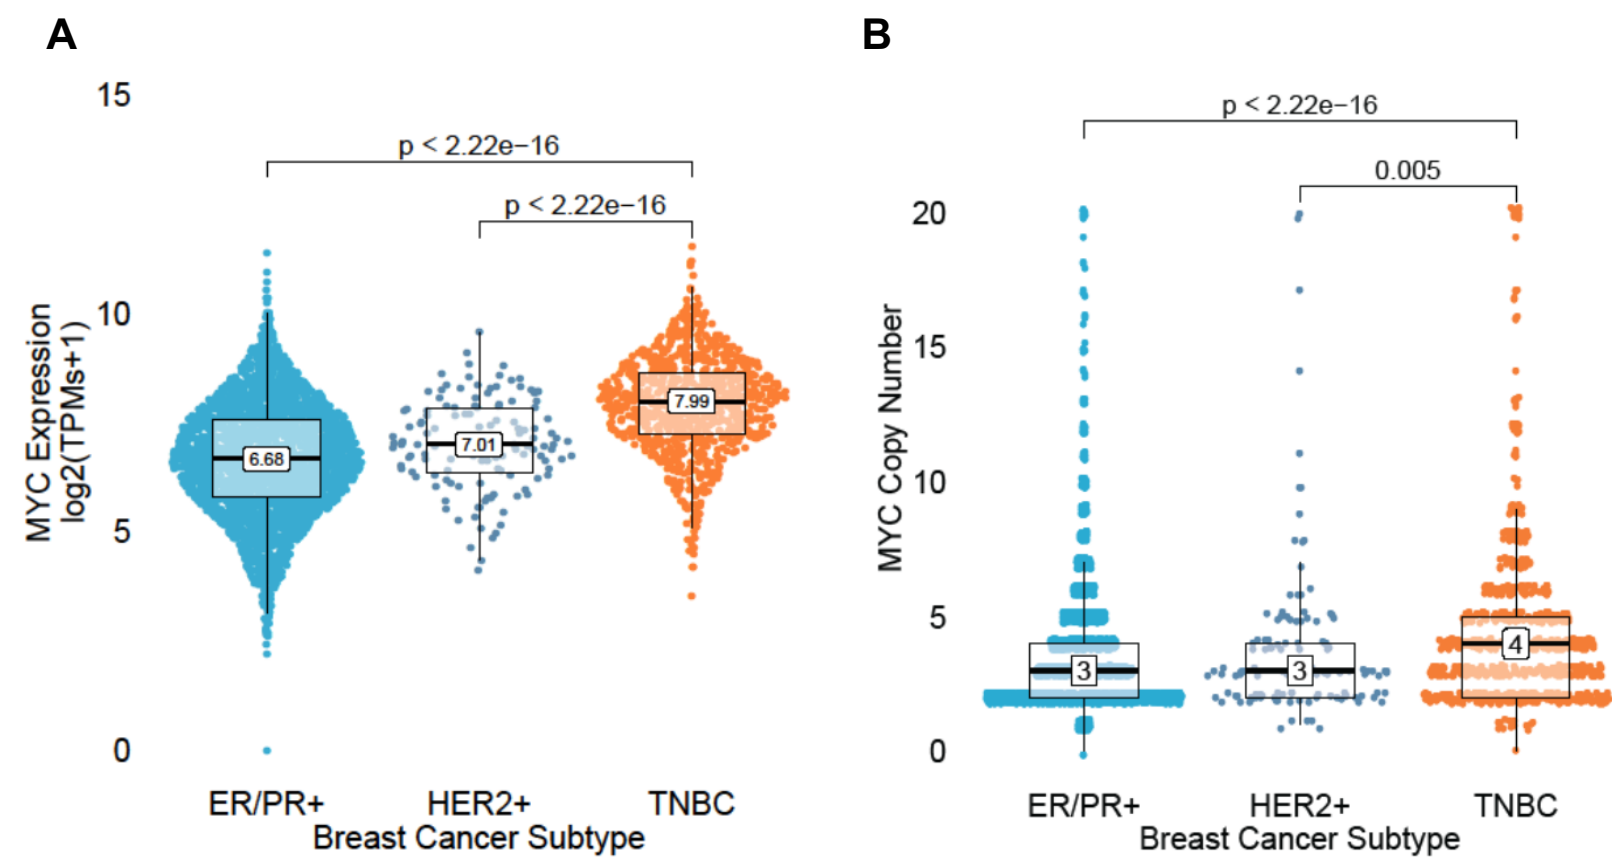 A
15
p < 2.22e−16
p < 2.22e−16
10
5
0
MYC Expression
log2(TPMs+1)
6.68
7.01
7.99
ER/PR+ HER2+ TNBC
Breast Cancer Subtype
B
p < 2.22e−16
0.005
20
15
10
5
0
MYC Copy Number
3
3
4
ER/PR+ HER2+ TNBC
Breast Cancer Subtype